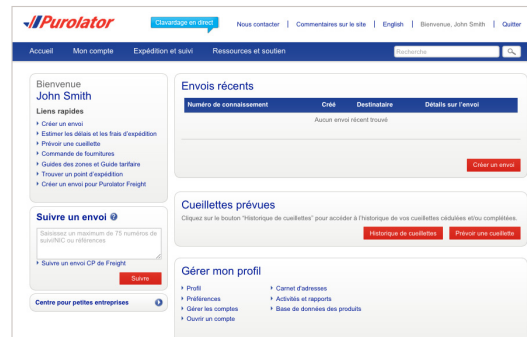 Purolator
Clavardage en direct
Nous contacter | Commentaires sur le site | English | Bienvenue, John Smith | Quitter
Accueil Mon compte Expédition et suivi Ressources et soutien Recherche
Bienvenue
John Smith
Liens rapides
Créer un envoi
Estimer les délais et les frais d'expédition
Prévoir une cueillette
Commande de fournitures
Guides des zones et Guide tarifaire
Trouver un point d'expédition
Créer un envoi pour Purolator Freight
Suivre un envoi
Saisissez un maximum de 75 numéros de
suivi/NIC ou références
Suivre un envoi CP de Freight
Suivre
Centre pour petites entreprises
Envois récents
Numéro de connaissement Créé Destinataire Détails sur l'envoi
Aucun envoi récent trouvé
Créer un envoi
Cueillettes prévues
Cliquez sur le bouton "Historique de cueillettes" pour accéder à l'historique de vos cueillettes cédulées et/ou complétées.
Historique de cueillettes Prévoir une cueillette
Gérer mon profil
Profil
Préférences
Gérer les comptes
Ouvrir un compte
Carnet d'adresses
Activités et rapports
Base de données des produits